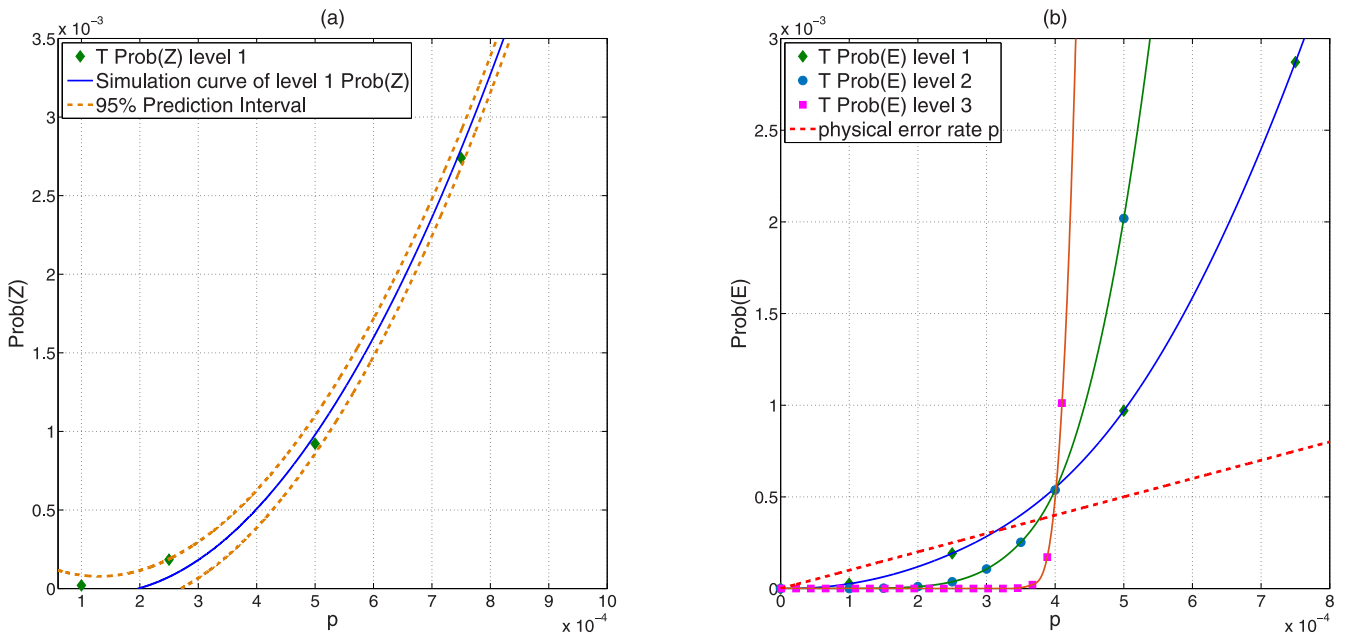 (a)
x 10⁻³
3.5
3
2.5
2
1.5
1
0.5
0
Prob(Z)
T Prob(Z) level 1
Simulation curve of level 1 Prob(Z)
95% Prediction Interval
1 2 3 4 5 6 7 8 9 10
p
x 10⁻⁴
(b)
x 10⁻³
3
2.5
2
1.5
1
0.5
0
Prob(E)
T Prob(E) level 1
T Prob(E) level 2
T Prob(E) level 3
physical error rate p
0 1 2 3 4 5 6 7 8
p
x 10⁻⁴